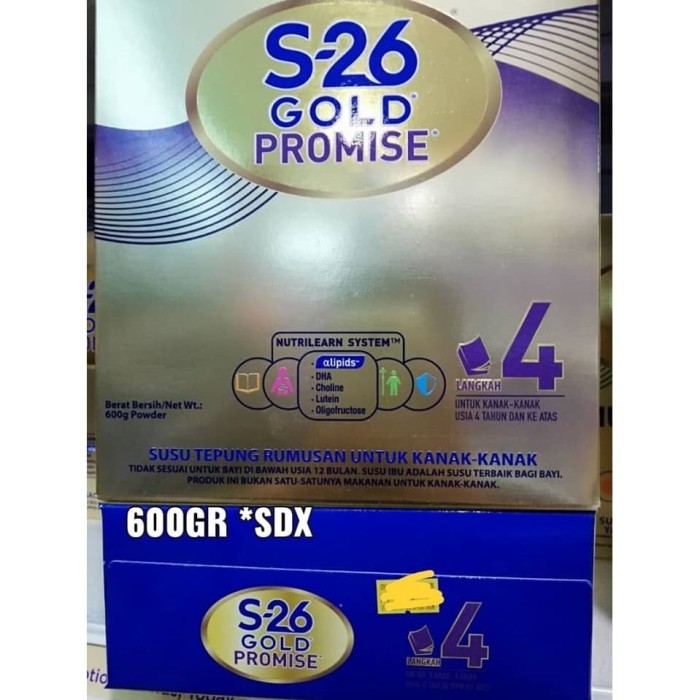 S-26
GOLD
PROMISE
NUTRILEARN SYSTEM™
αlipids™
• DHA
• Choline
• Lutein
• Oligofructose
4
LANGKAH
UNTUK KANAK-KANAK
USIA 4 TAHUN DAN KE ATAS
Berat Bersih/Net Wt.:
600g Powder
SUSU TEPUNG RUMUSAN UNTUK KANAK-KANAK
TIDAK SESUAI UNTUK BAYI DI BAWAH USIA 12 BULAN. SUSU IBU ADALAH SUSU TERBAIK BAGI BAYI.
PRODUK INI BUKAN SATU-SATUNYA MAKANAN UNTUK KANAK-KANAK.
600GR *SDX
S-26
GOLD
PROMISE
4
LANGKAH